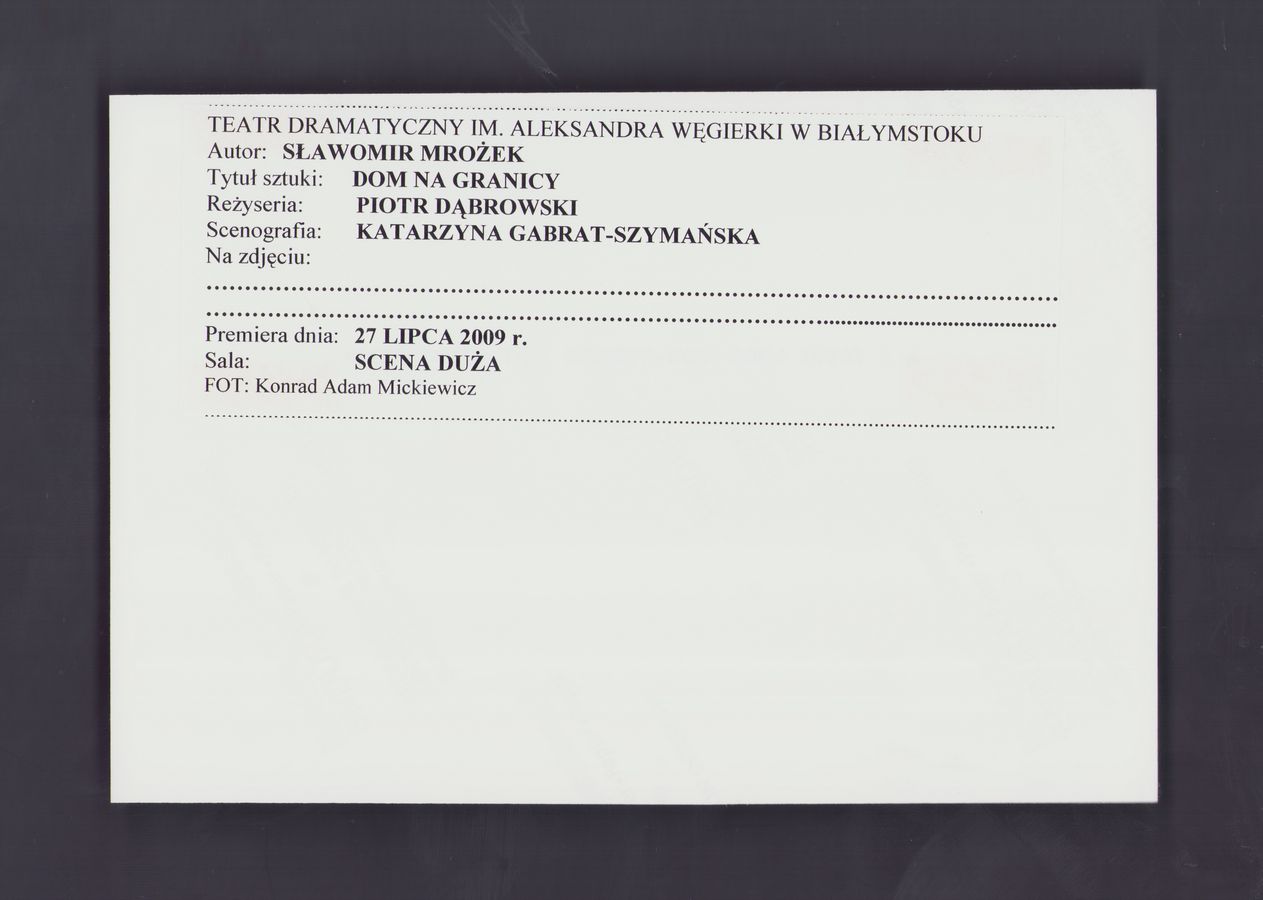 TEATR DRAMATYCZNY IM. ALEKSANDRA WĘGIERKI W BIAŁYMSTOKU
Autor: SŁAWOMIR MROŻEK
Tytuł sztuki: DOM NA GRANICY
Reżyseria: PIOTR DĄBROWSKI
Scenografia: KATARZYNA GABRAT-SZYMAŃSKA
Na zdjęciu:
Premiera dnia: 27 LIPCA 2009 r.
Sala: SCENA DUŻA
FOT: Konrad Adam Mickiewicz